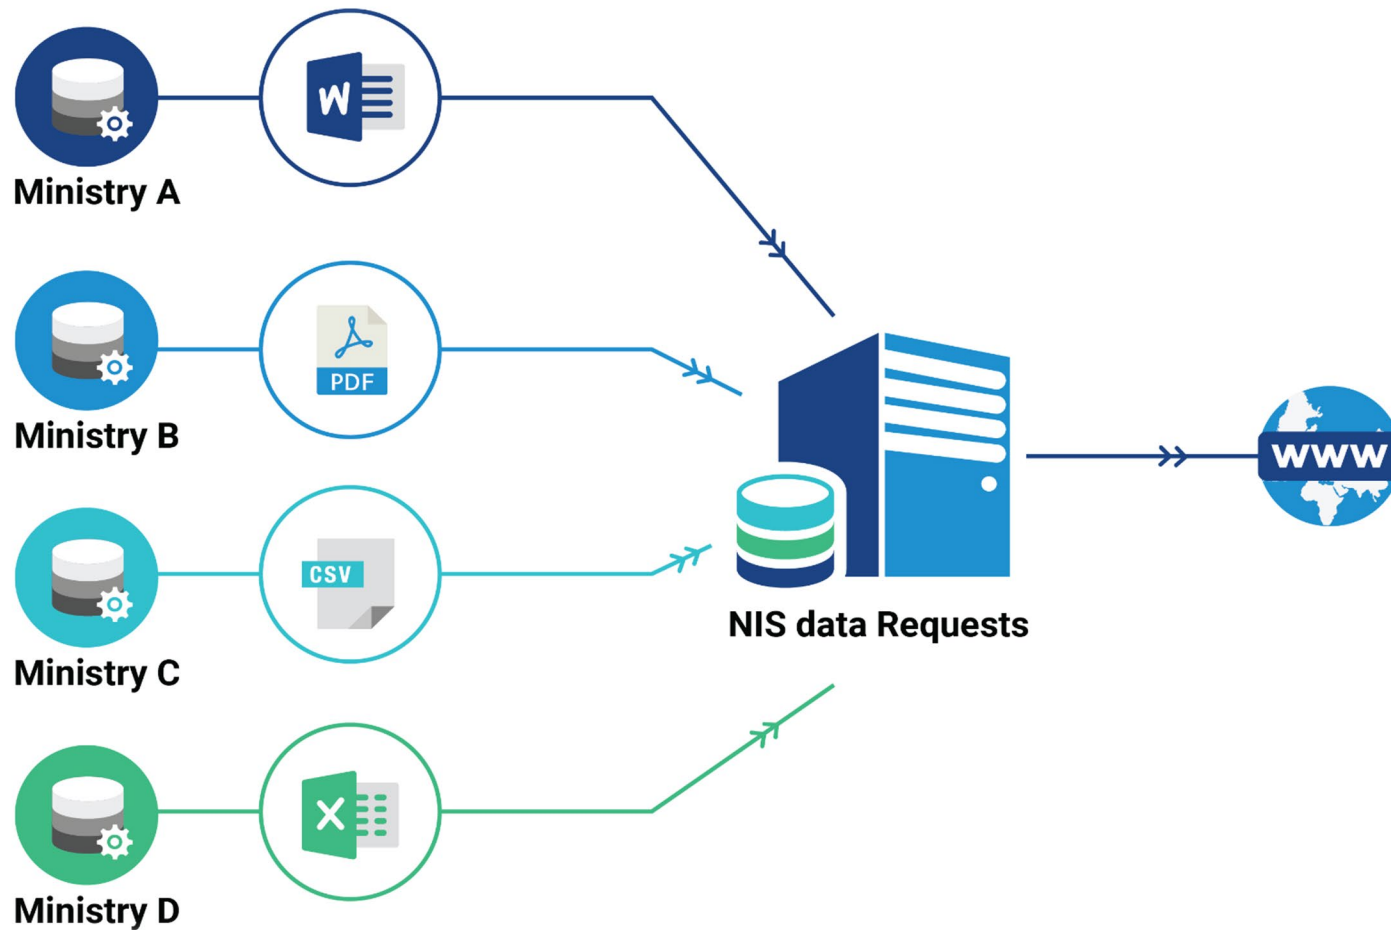 W
Ministry A
PDF
Ministry B
CSV
Ministry C
X
Ministry D
NIS data Requests
WWW